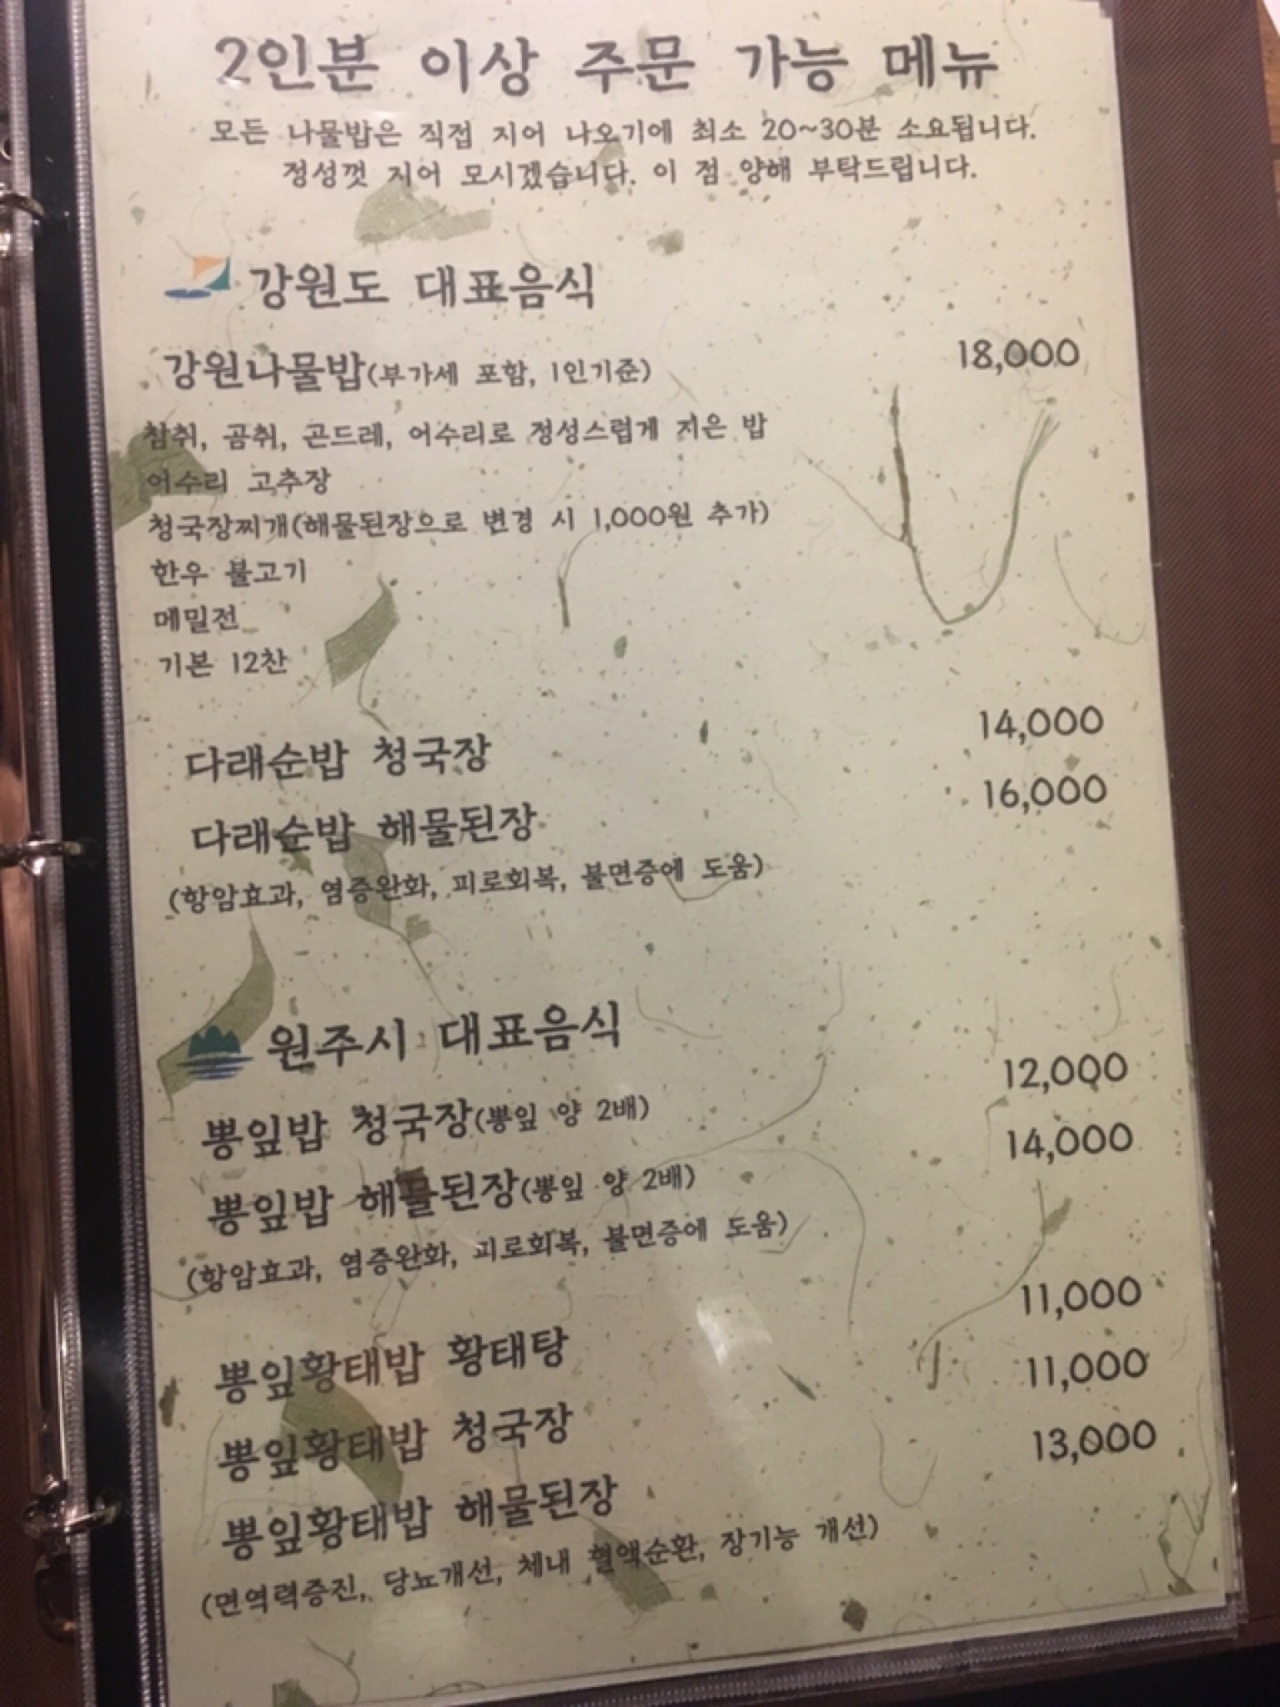 2인분 이상 주문 가능 메뉴
모든 나물밥은 직접 지어 나오기에 최소 20~30분 소요됩니다.
정성껏 지어 모시겠습니다. 이 점 양해 부탁드립니다.
강원도 대표음식
강원나물밥(부가세 포함, 1인기준) 18,000
참취, 곰취, 곤드레, 어수리로 정성스럽게 지은 밥
어수리 고추장
청국장찌개(해물된장으로 변경 시 1,000원 추가)
한우 불고기
메밀전
기본 12찬
다래순밥 청국장 14,000
다래순밥 해물된장 16,000
(항암효과, 염증완화, 피로회복, 불면증에 도움)
원주시 대표음식
뽕잎밥 청국장(뽕잎 양 2배) 12,000
뽕잎밥 해물된장(뽕잎 양 2배) 14,000
(항암효과, 염증완화, 피로회복, 불면증에 도움)
뽕잎황태밥 황태탕 11,000
뽕잎황태밥 청국장 11,000
뽕잎황태밥 해물된장 13,000
(면역력증진, 당뇨개선, 체내 혈액순환, 장기능 개선)